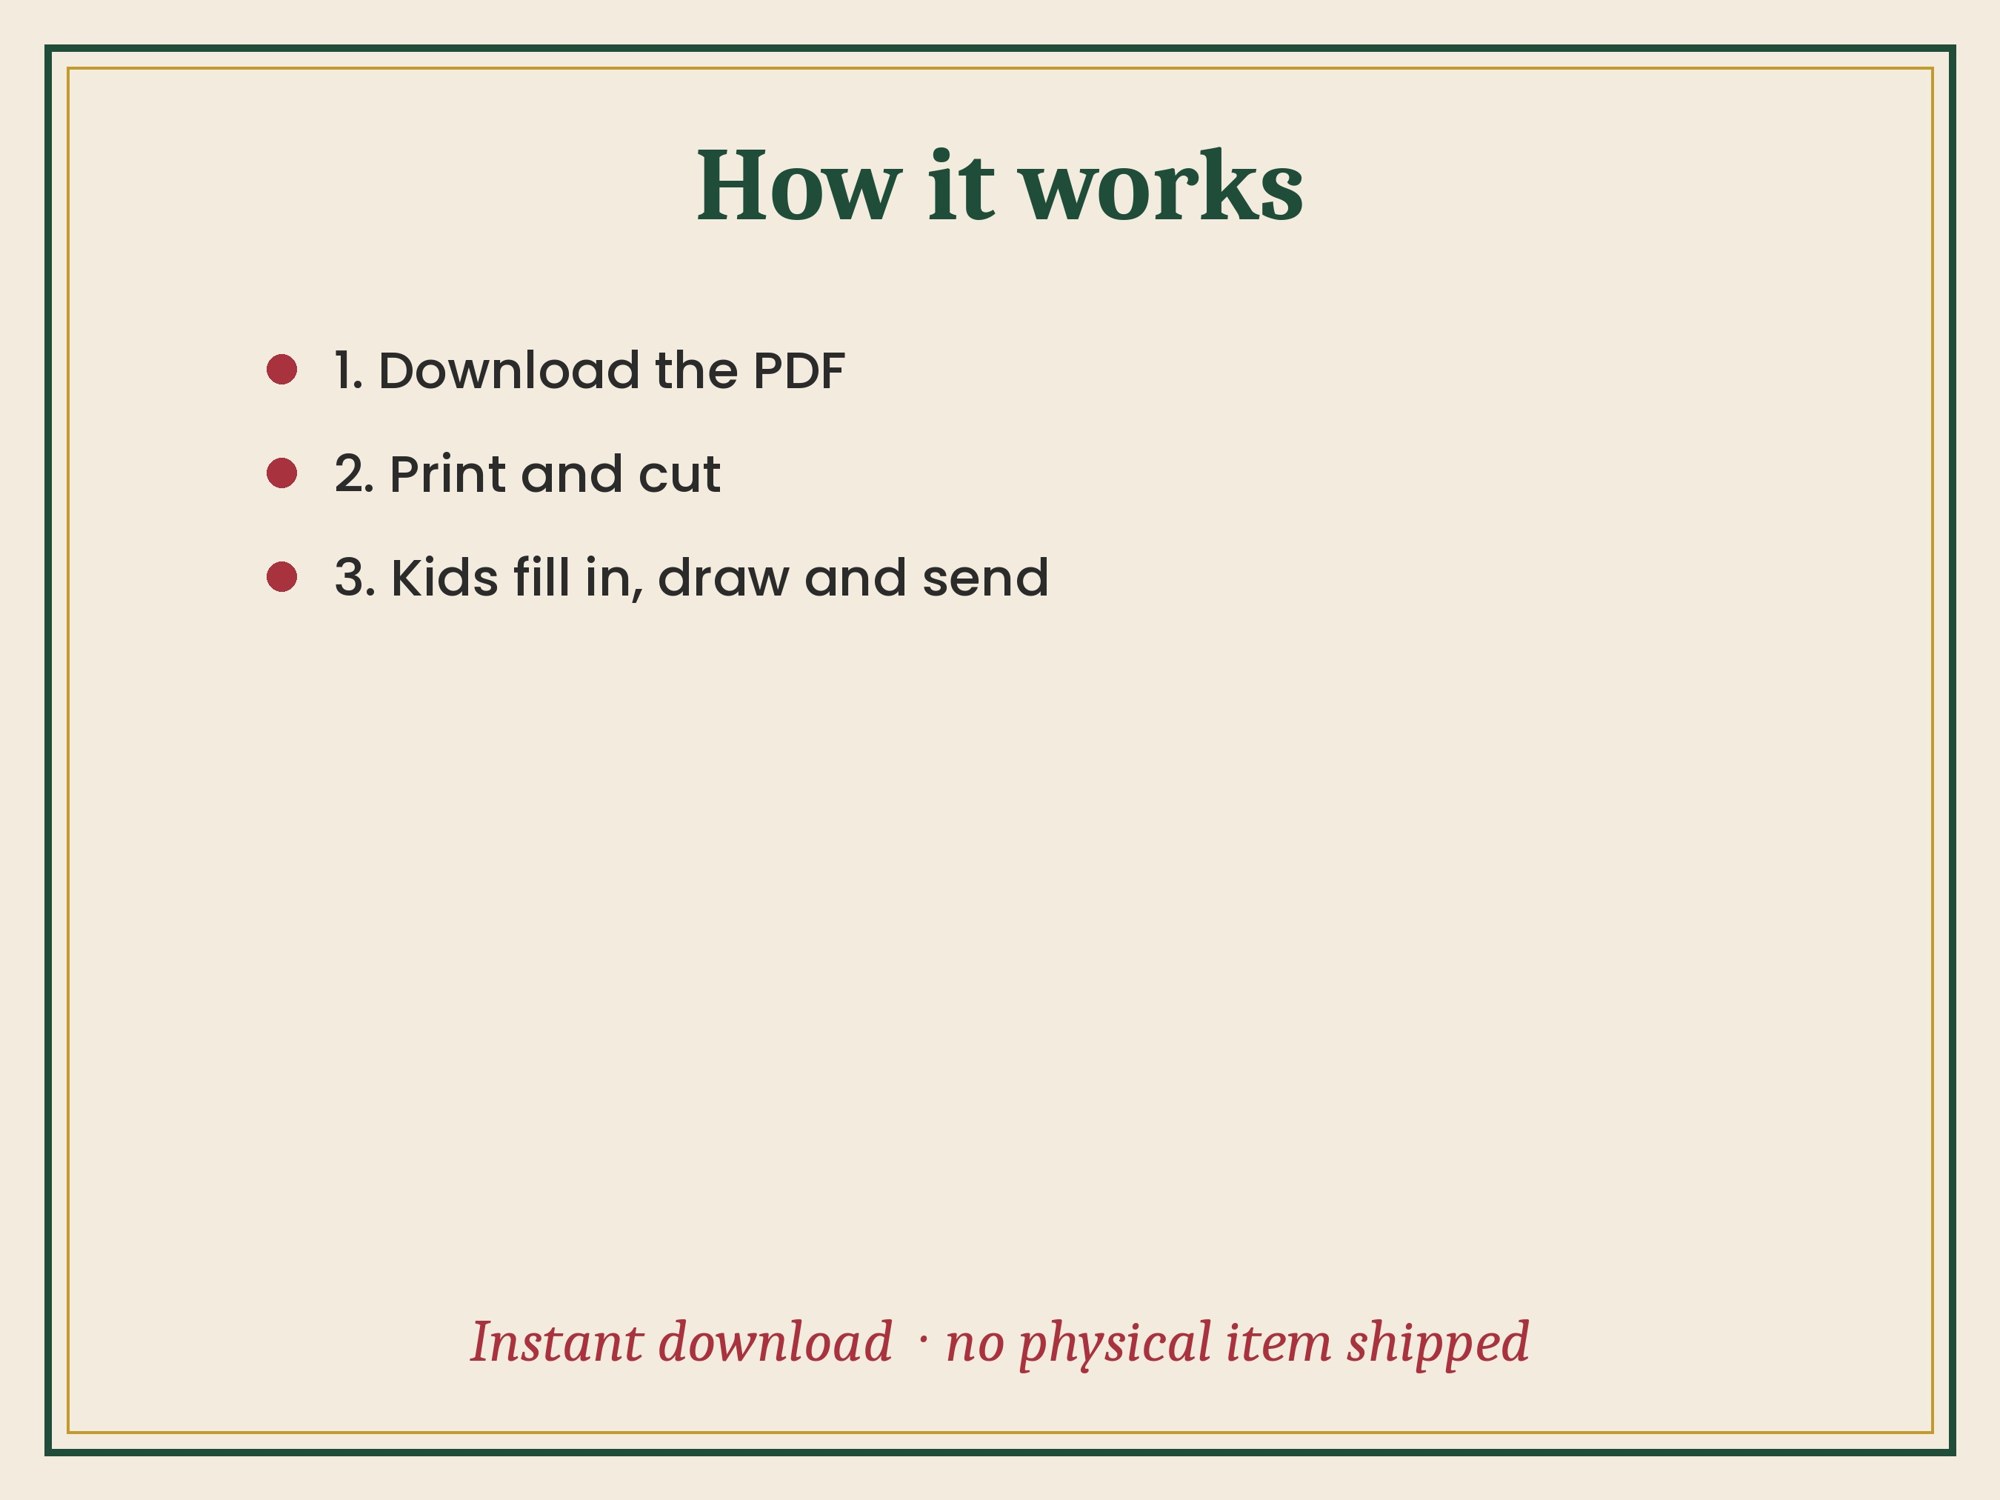 How it works
1. Download the PDF
2. Print and cut
3. Kids fill in, draw and send
Instant download · no physical item shipped